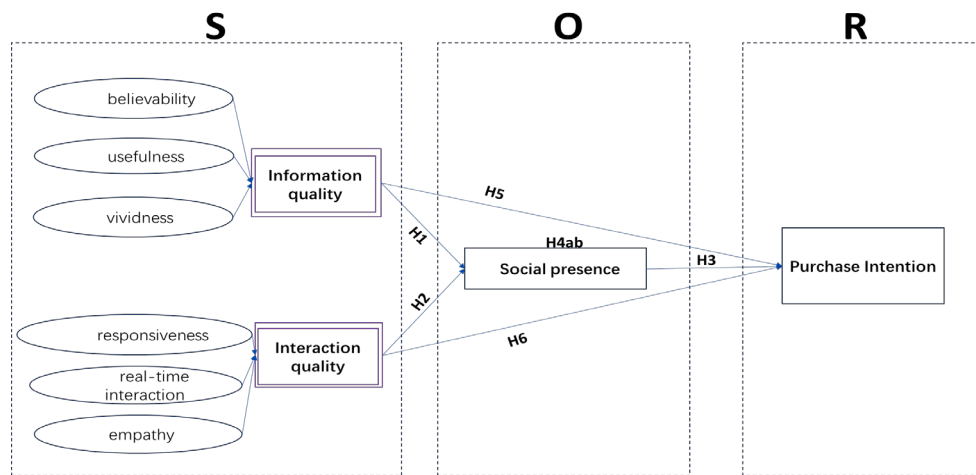 S
O
R
believability
usefulness
vividness
Information
quality
responsiveness
real-time
interaction
empathy
Interaction
quality
H5
H1
H4ab
Social presence
H3
H2
H6
Purchase Intention